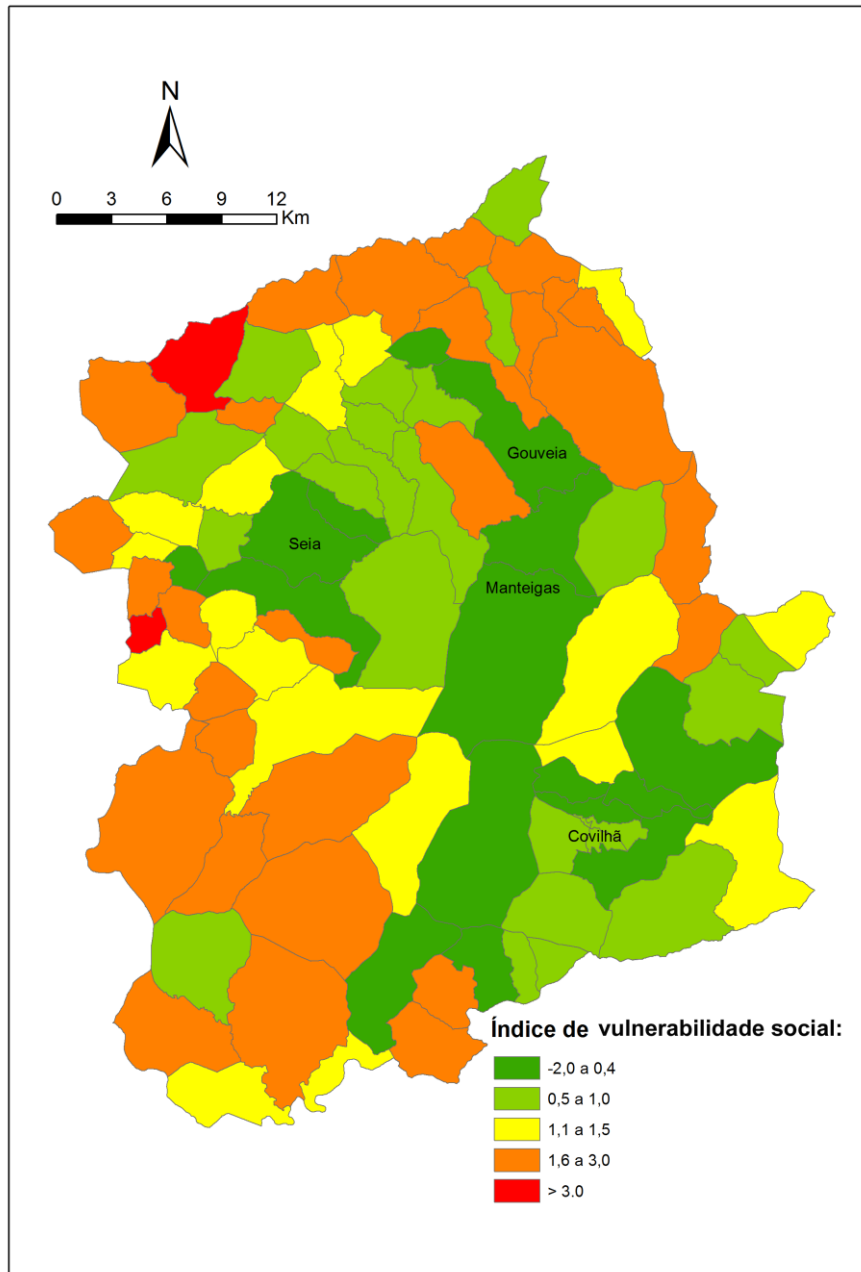 N
0 3 6 9 12
Km
Gouveia
Seia
Manteigas
Covilhã
Índice de vulnerabilidade social:
-2,0 a 0,4
0,5 a 1,0
1,1 a 1,5
1,6 a 3,0
> 3.0